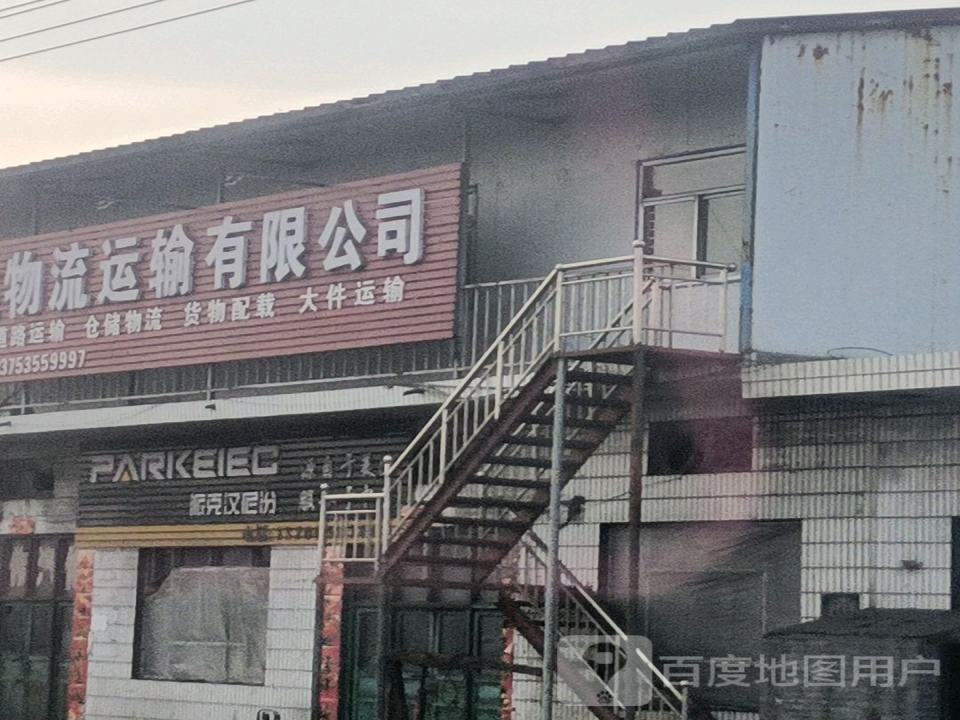 物流运输有限公司
道路运输 仓储物流 货物配载 大件运输
3753559997
PARKEIEC
派克汉尼汾
百度地图用户